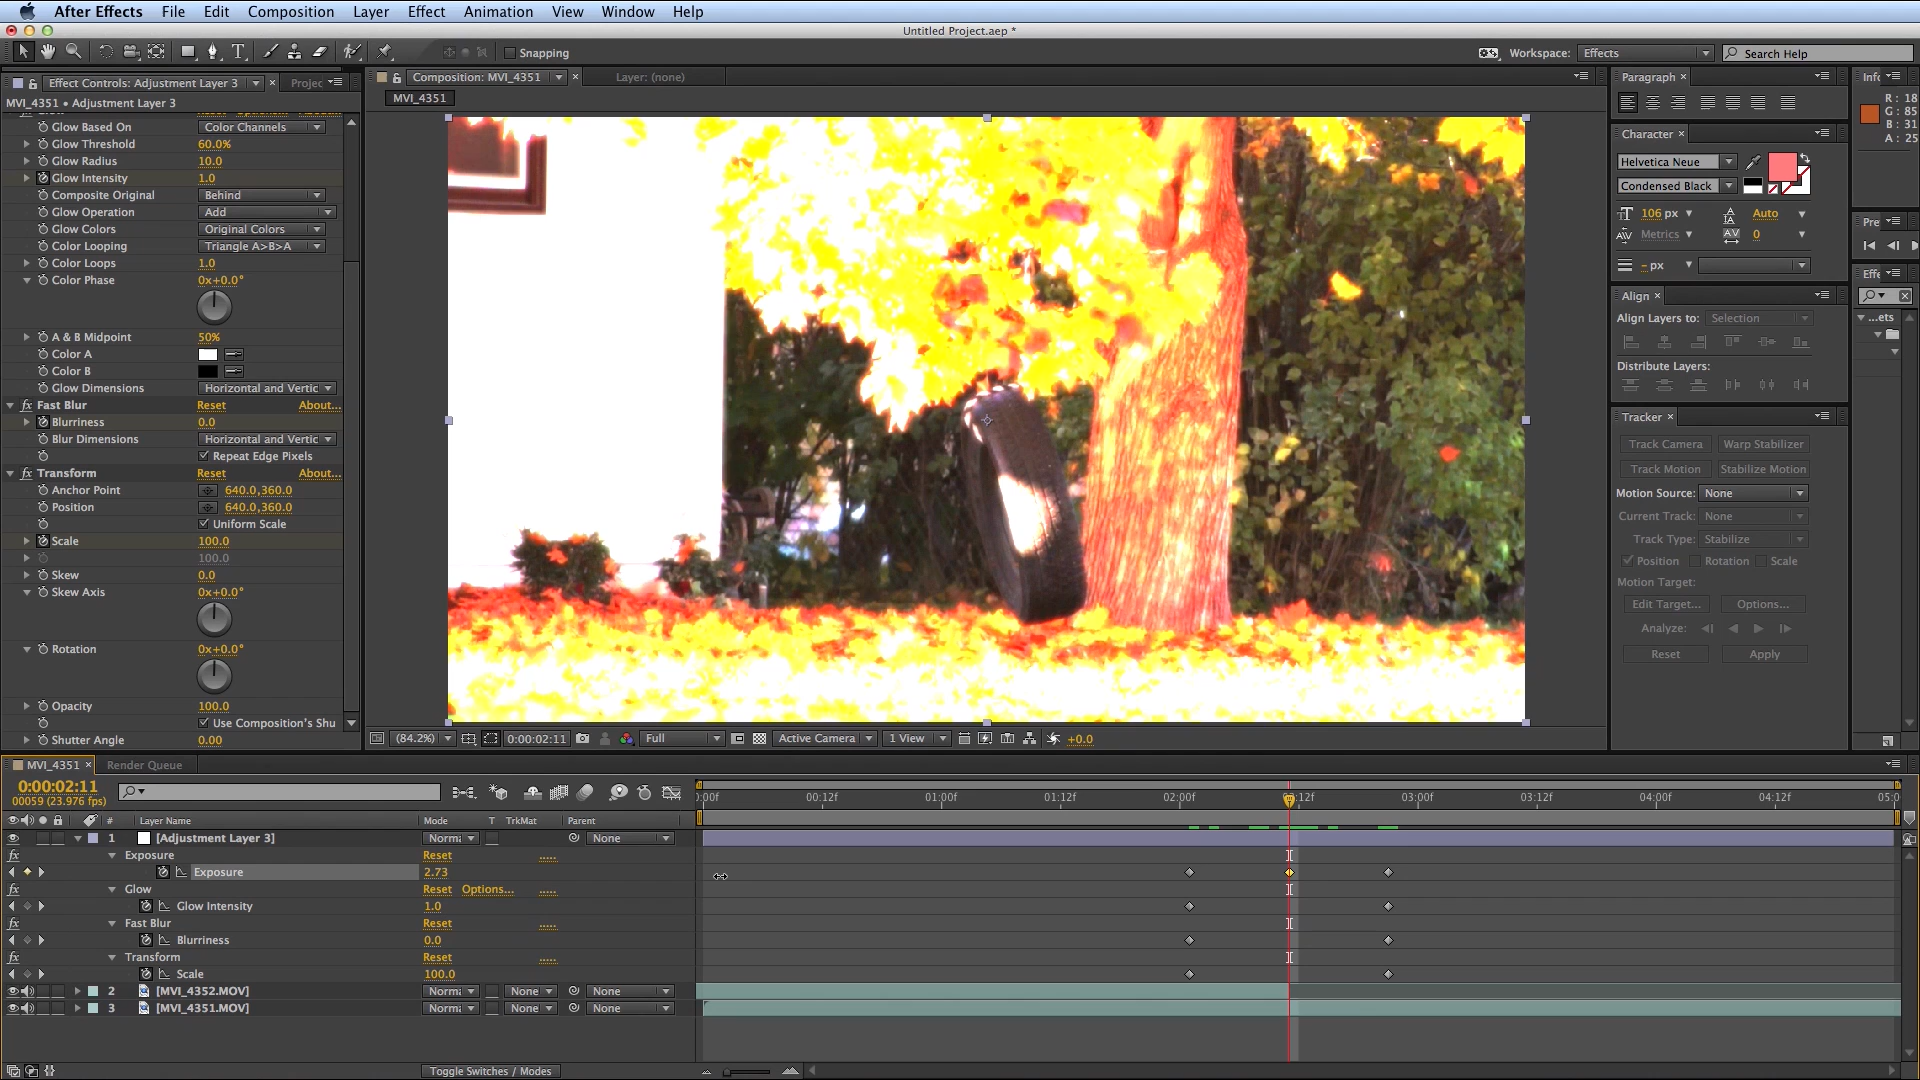 After Effects File Edit Composition Layer Effect Animation View Window Help
Untitled Project.aep *
Snapping
Workspace: Effects
Search Help
Effect Controls: Adjustment Layer 3
Projec
MVI_4351 • Adjustment Layer 3
Glow Based On Color Channels
Glow Threshold 60.0%
Glow Radius 10.0
Glow Intensity 1.0
Composite Original Behind
Glow Operation Add
Glow Colors Original Colors
Color Looping Triangle A>B>A
Color Loops 1.0
Color Phase 0x+0.0°
A & B Midpoint 50%
Color A
Color B
Glow Dimensions Horizontal and Vertic
fx Fast Blur Reset About...
Blurriness 0.0
Blur Dimensions Horizontal and Vertic
Repeat Edge Pixels
fx Transform Reset About...
Anchor Point 640.0,360.0
Position 640.0,360.0
Uniform Scale
Scale 100.0
100.0
Skew 0.0
Skew Axis 0x+0.0°
Rotation 0x+0.0°
Opacity 100.0
Use Composition's Shu
Shutter Angle 0.00
Composition: MVI_4351
Layer: (none)
MVI_4351
(84.2%) 0:00:02:11 Full Active Camera 1 View +0.0
Paragraph
Character
Helvetica Neue
Condensed Black
106 px Auto
Metrics 0
- px
Align
Align Layers to: Selection
Distribute Layers:
Tracker
Track Camera Warp Stabilizer
Track Motion Stabilize Motion
Motion Source: None
Current Track: None
Track Type: Stabilize
Position Rotation Scale
Motion Target:
Edit Target... Options...
Analyze:
Reset Apply
Info
R: 18
G: 85
B: 31
A: 25
Pre
Effe
...ets
MVI_4351 Render Queue
0:00:02:11
00059 (23.976 fps)
# Layer Name Mode T TrkMat Parent
):00f 00:12f 01:00f 01:12f 02:00f 02:12f 03:00f 03:12f 04:00f 04:12f 05:0
1 [Adjustment Layer 3] Norma None
fx Exposure Reset .....
Exposure 2.73
fx Glow Reset Options... .....
Glow Intensity 1.0
fx Fast Blur Reset .....
Blurriness 0.0
fx Transform Reset .....
Scale 100.0
2 [MVI_4352.MOV] Norma None None
3 [MVI_4351.MOV] Norma None None
Toggle Switches / Modes